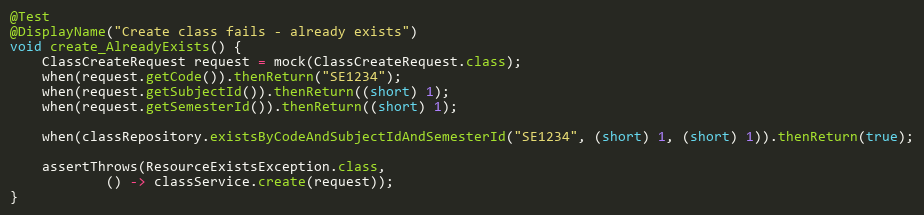 @Test
@DisplayName("Create class fails - already exists")
void create_AlreadyExists() {
    ClassCreateRequest request = mock(ClassCreateRequest.class);
    when(request.getCode()).thenReturn("SE1234");
    when(request.getSubjectId()).thenReturn((short) 1);
    when(request.getSemesterId()).thenReturn((short) 1);

    when(classRepository.existsByCodeAndSubjectIdAndSemesterId("SE1234", (short) 1, (short) 1)).thenReturn(true);

    assertThrows(ResourceExistsException.class,
            () -> classService.create(request));
}